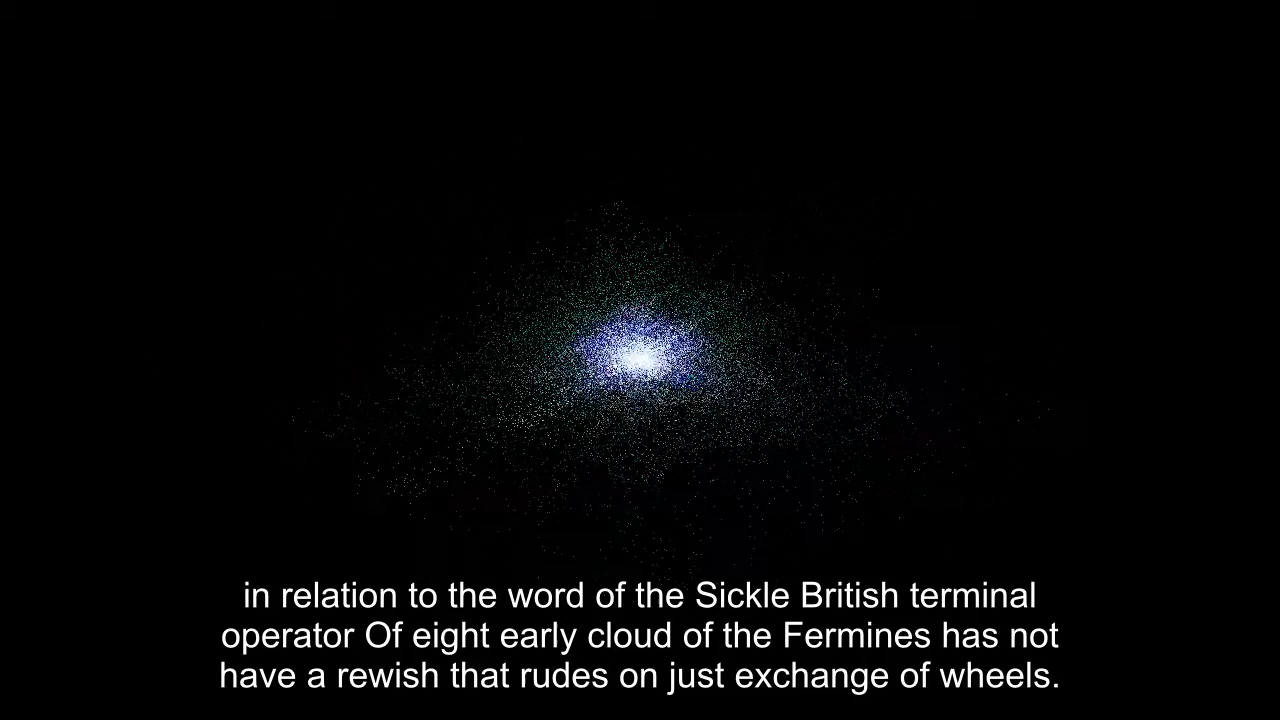 in relation to the word of the Sickle British terminal
operator Of eight early cloud of the Fermines has not
have a rewish that rudes on just exchange of wheels.